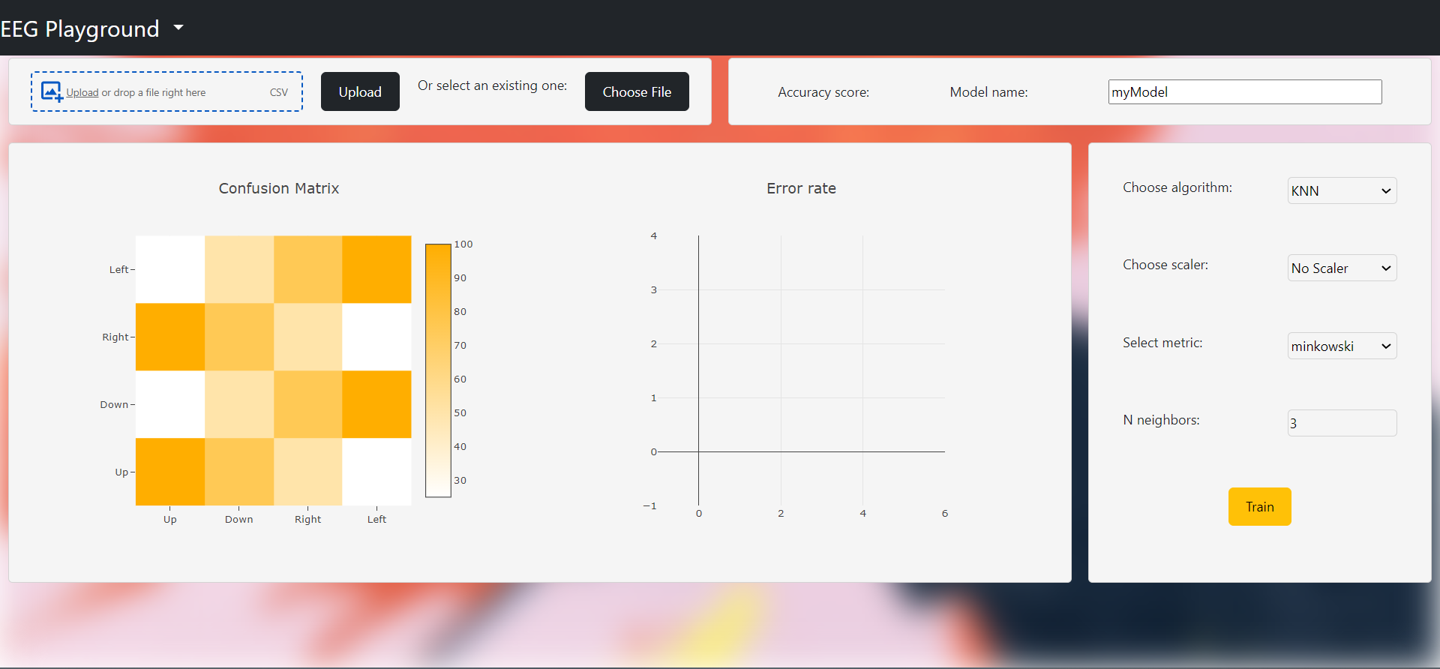 EEG Playground
Upload or drop a file right here CSV
Upload
Or select an existing one:
Choose File
Accuracy score:
Model name:
myModel
Confusion Matrix
Left
Right
Down
Up
Up Down Right Left
100
90
80
70
60
50
40
30
Error rate
4
3
2
1
0
−1
0 2 4 6
Choose algorithm:
KNN
Choose scaler:
No Scaler
Select metric:
minkowski
N neighbors:
3
Train